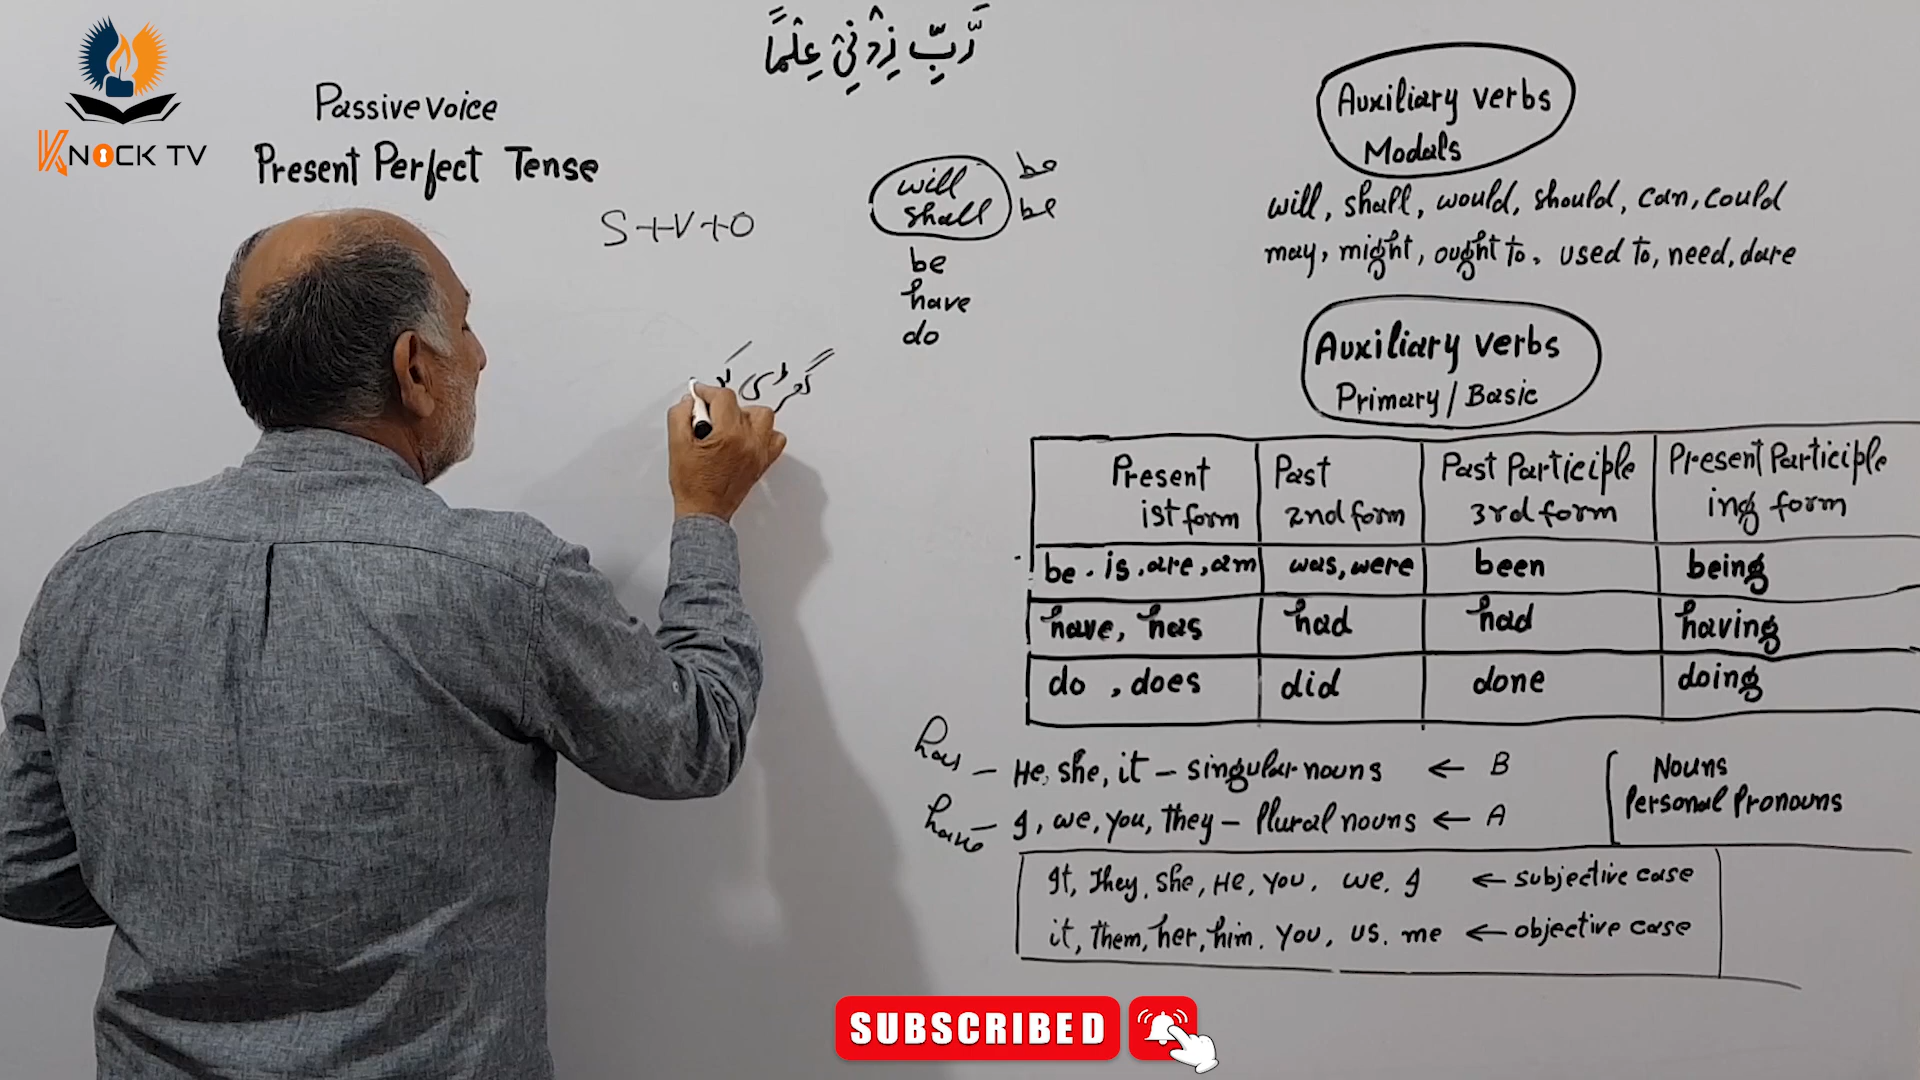 رَّبِّ زِدْنِيْ عِلْمًا
KNOCK TV
Passive voice
Present Perfect Tense
S+V+O
will be
shall be
be
have
do
Auxiliary verbs
Modals
will, shall, would, should, can, could
may, might, ought to, used to, need, dare
Auxiliary verbs
Primary/Basic
Present Past Past Participle Present Participle
ist form 2nd form 3rd form ing form
be . is .are ,am was, were been being
have, has had had having
do , does did done doing
has – He, she, it – singular nouns ← B
have – I, we, you, they – Plural nouns ← A
Nouns
Personal Pronouns
It, They, she, He, you, we, I ← subjective case
it, them, her, him. you, us, me ← objective case
SUBSCRIBED